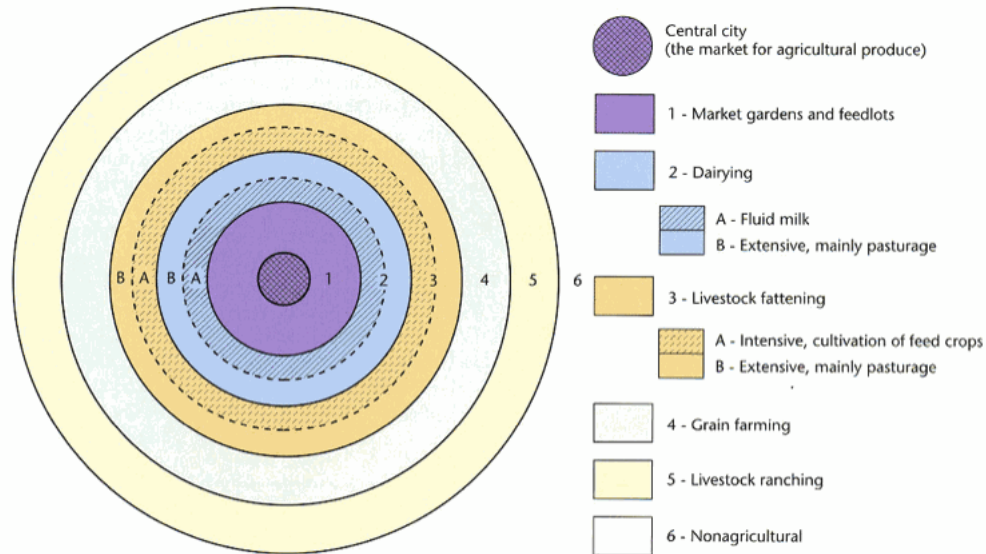 B A B A 1 2 3 4 5 6
Central city
(the market for agricultural produce)
1 - Market gardens and feedlots
2 - Dairying
A - Fluid milk
B - Extensive, mainly pasturage
3 - Livestock fattening
A - Intensive, cultivation of feed crops
B - Extensive, mainly pasturage
4 - Grain farming
5 - Livestock ranching
6 - Nonagricultural